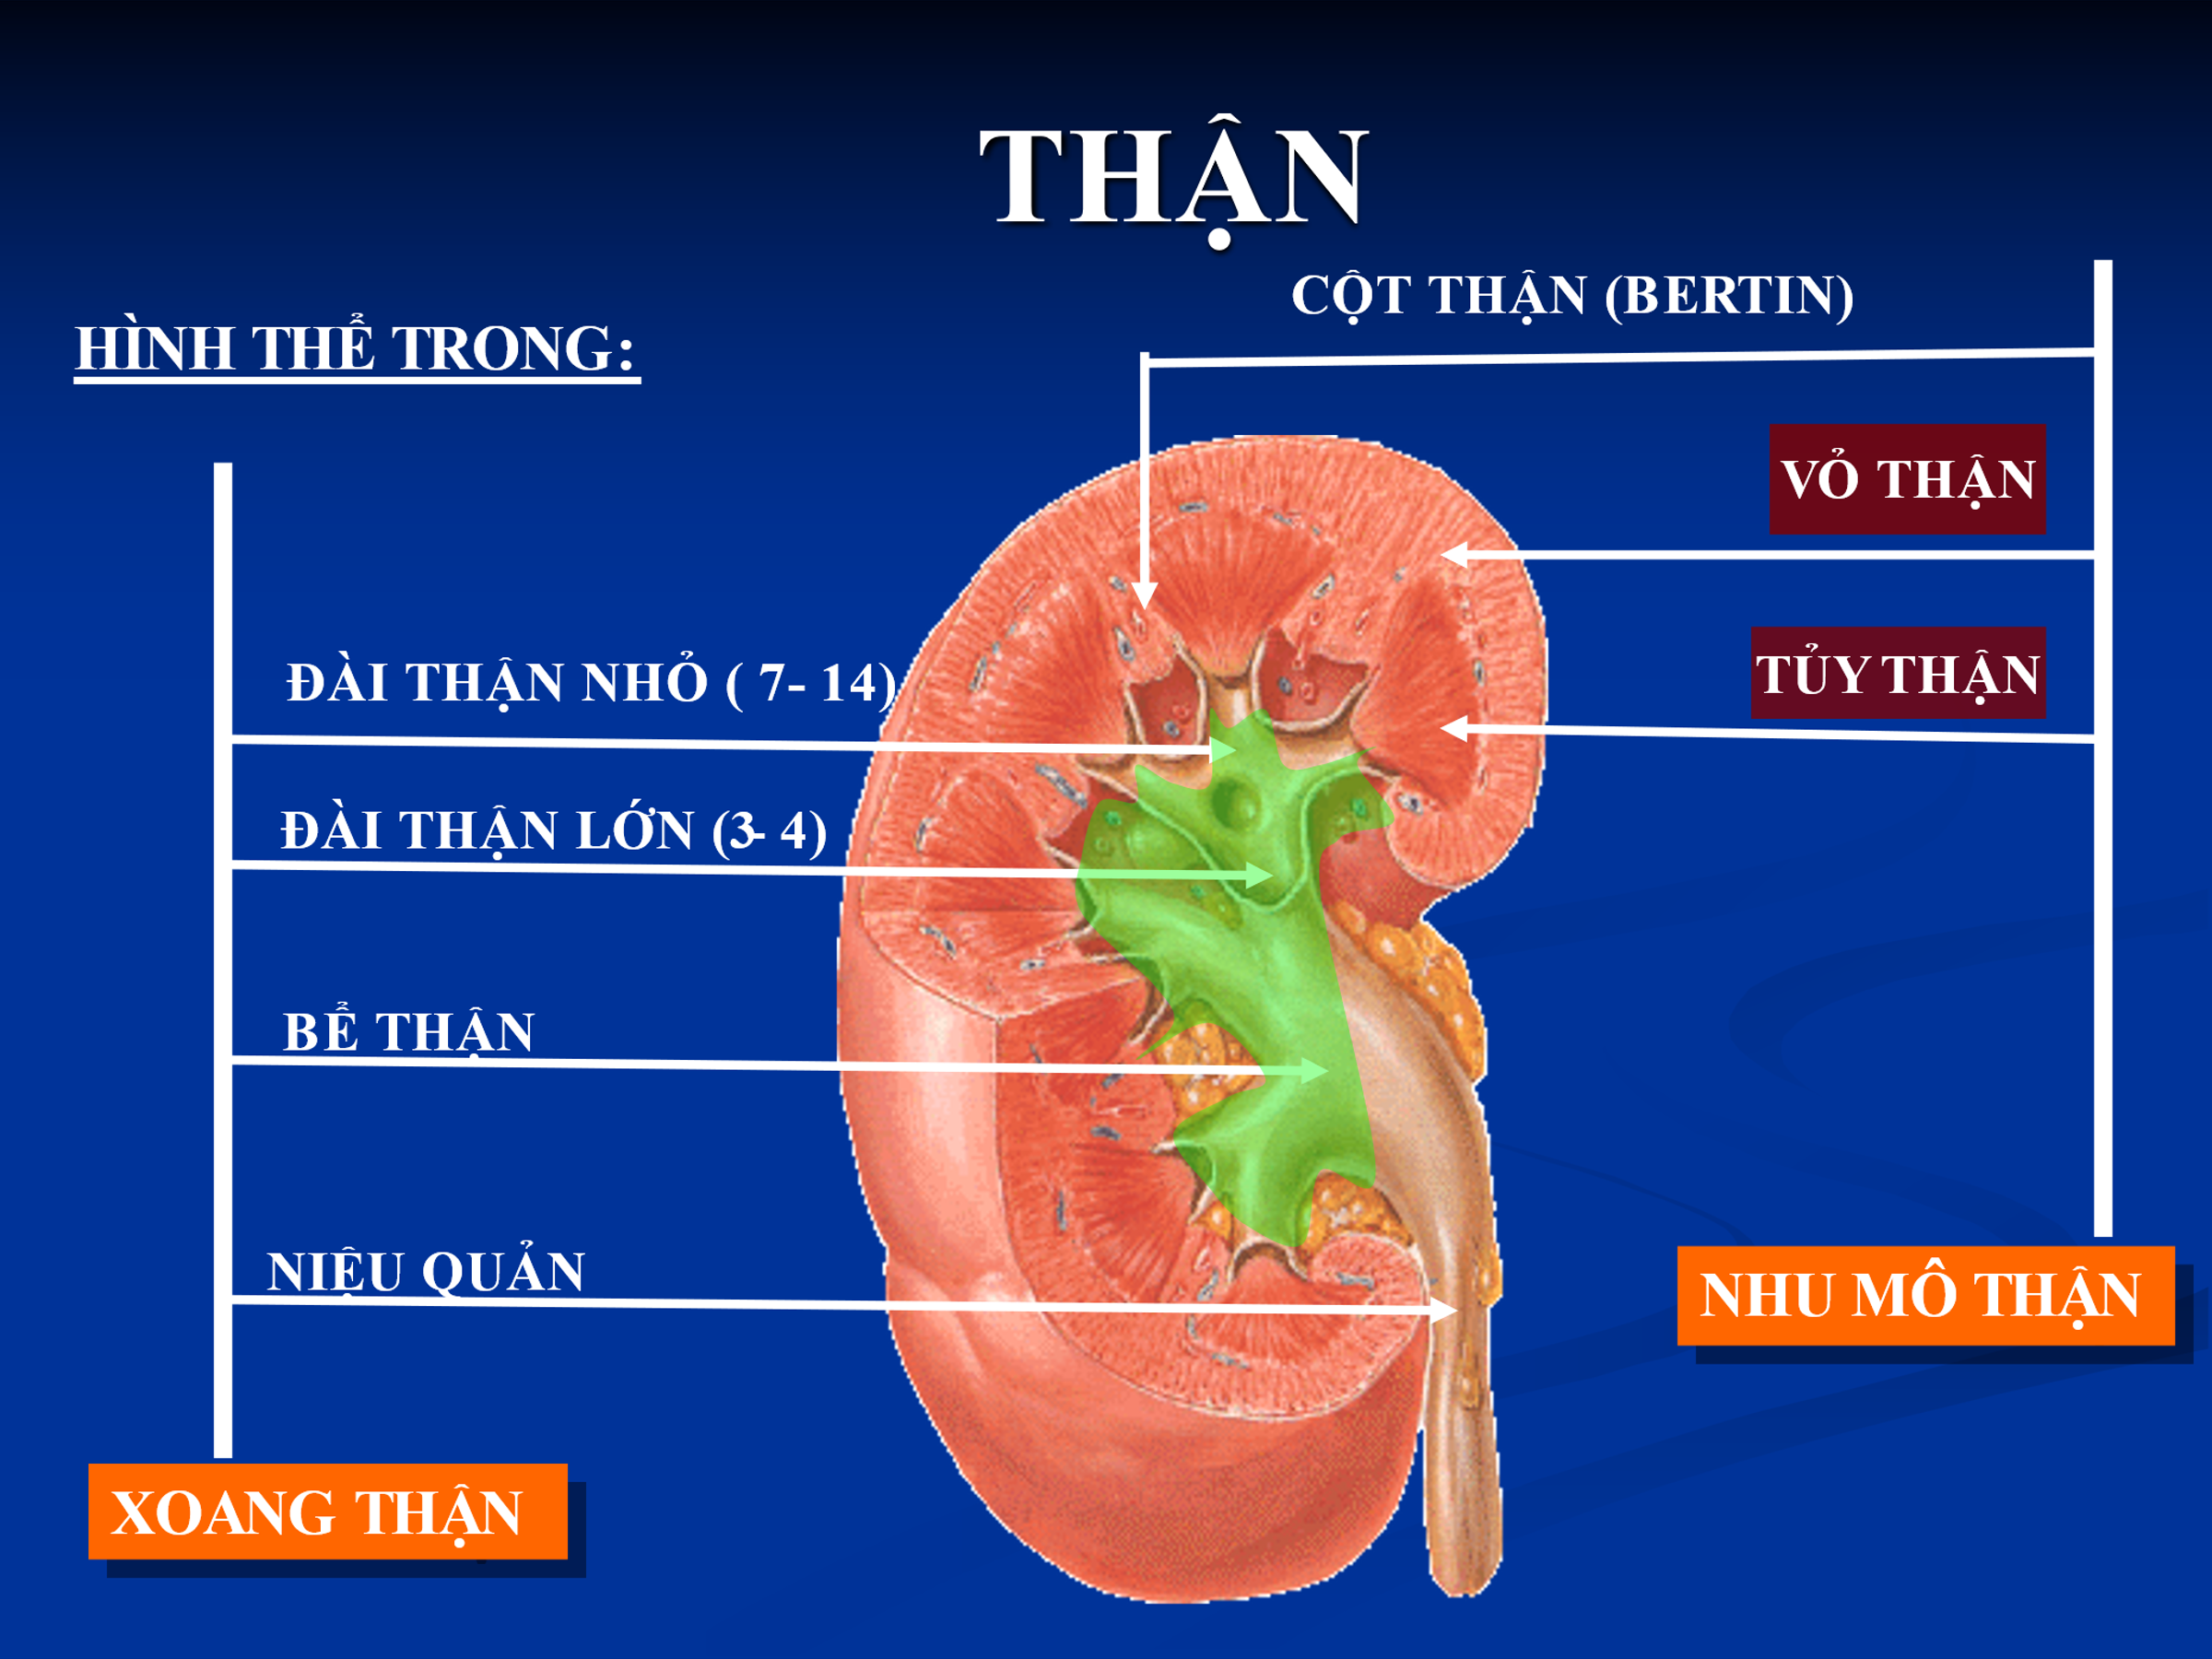 THẬN
CỘT THẬN (BERTIN)
HÌNH THỂ TRONG:
VỎ THẬN
TỦY THẬN
ĐÀI THẬN NHỎ ( 7- 14)
ĐÀI THẬN LỚN (3- 4)
BỂ THẬN
NIỆU QUẢN
NHU MÔ THẬN
XOANG THẬN